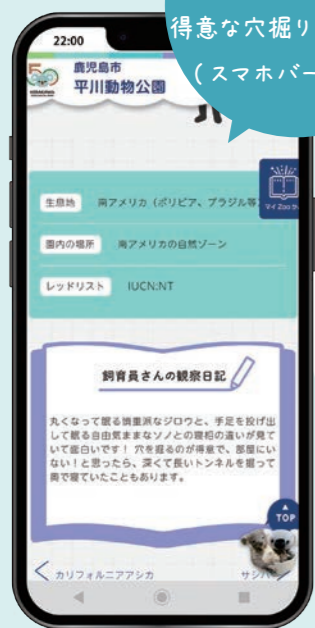 得意な穴掘り
(スマホバー
22:00
鹿児島市
平川動物公園
マイZoo
生息地 南アメリカ(ボリビア、ブラジル等
園内の場所 南アメリカの自然ゾーン
レッドリスト IUCN:NT
飼育員さんの観察日記
丸くなって眠る慎重派なジロウと、手足を投げ出
して眠る自由気ままなソノとの寝相の違いが見て
いて面白いです！穴を掘るのが得意で、部屋にい
ない！と思ったら、深くて長いトンネルを掘って
奥で寝ていたこともあります。
TOP
カリフォルニアアシカ
サシバ